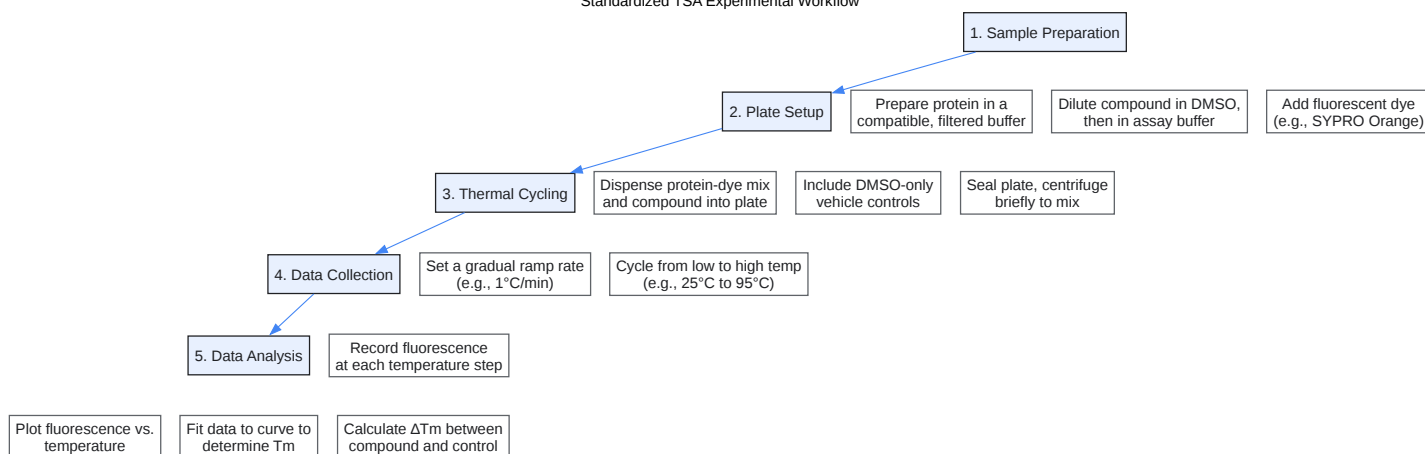 Standardized TSA Experimental Workflow
1. Sample Preparation
2. Plate Setup
Prepare protein in a
compatible, filtered buffer
Dilute compound in DMSO,
then in assay buffer
Add fluorescent dye
(e.g., SYPRO Orange)
3. Thermal Cycling
Dispense protein-dye mix
and compound into plate
Include DMSO-only
vehicle controls
Seal plate, centrifuge
briefly to mix
4. Data Collection
Set a gradual ramp rate
(e.g., 1°C/min)
Cycle from low to high temp
(e.g., 25°C to 95°C)
5. Data Analysis
Record fluorescence
at each temperature step
Plot fluorescence vs.
temperature
Fit data to curve to
determine Tm
Calculate ΔTm between
compound and control